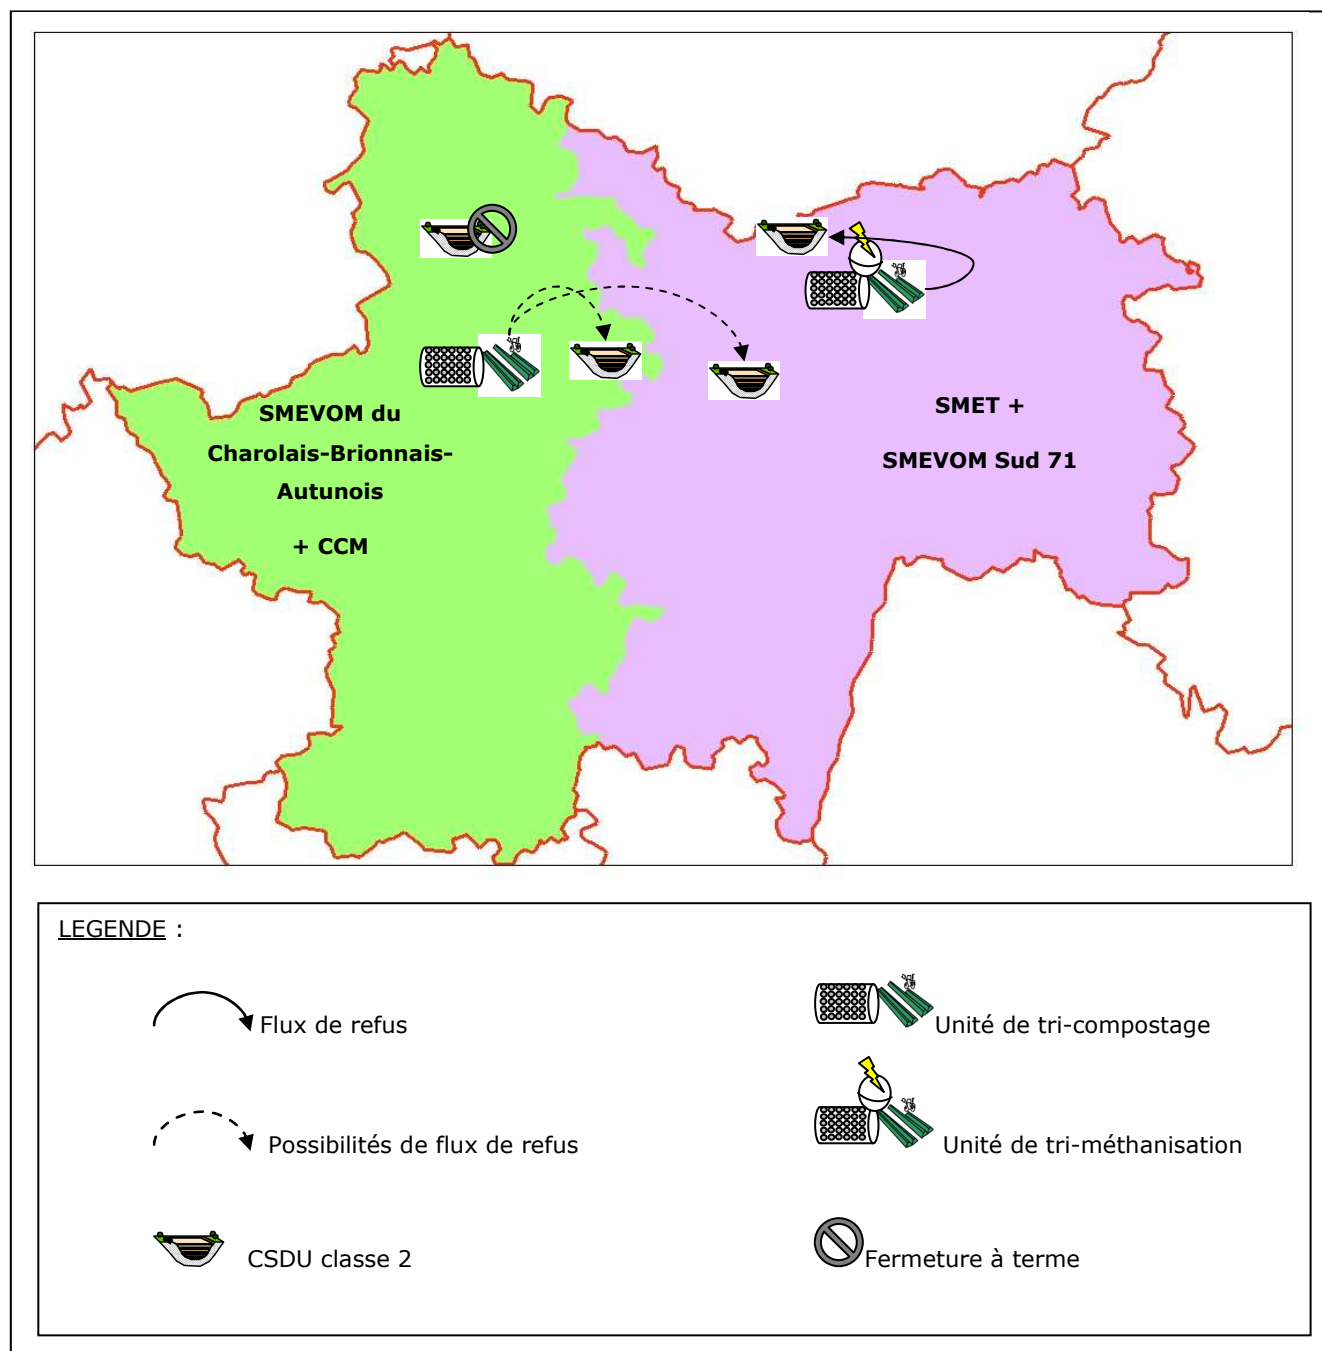 SMEVOM du
Charolais-Brionnais-
Autunois
+ CCM
SMET +
SMEVOM Sud 71
LEGENDE :
Flux de refus
Possibilités de flux de refus
CSDU classe 2
Unité de tri-compostage
Unité de tri-méthanisation
Fermeture à terme